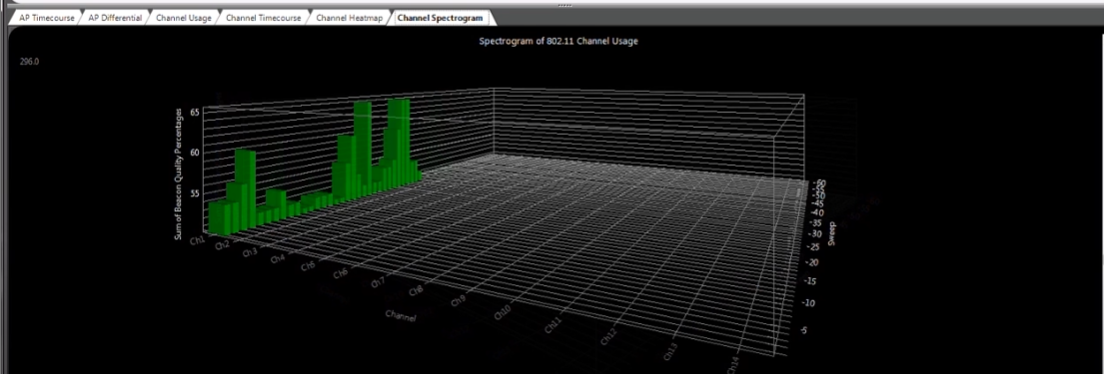 AP Timecourse
AP Differential
Channel Usage
Channel Timecourse
Channel Heatmap
Channel Spectrogram
Spectrogram of 802.11 Channel Usage
296.0
Sum of Beacon Quality Percentages
65
60
55
Ch1
Ch2
Ch3
Ch4
Ch5
Ch6
Ch7
Ch8
Ch9
Ch10
Ch11
Ch12
Ch13
Ch14
Channel
-45
-40
-35
-30
-25
-20
-15
-10
-5
Sweep